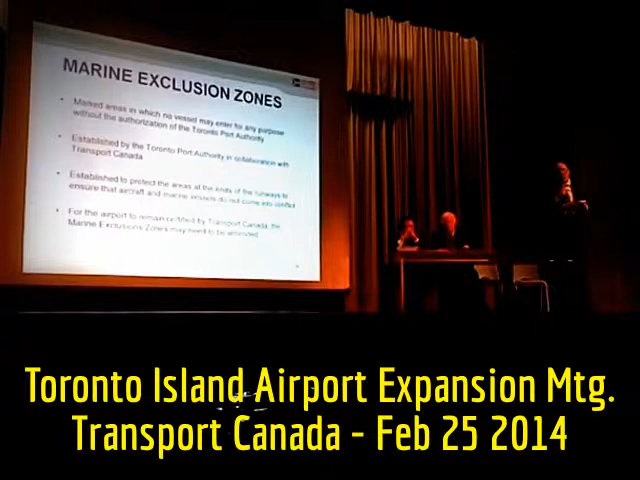 MARINE EXCLUSION ZONES
• Marked areas in which no vessel may enter for any purpose
without the authorization of the Toronto Port Authority
• Established by the Toronto Port Authority in collaboration with
Transport Canada
• Established to protect the areas at the ends of the runways to
ensure that aircraft and marine vessels do not come into conflict
• For the airport to remain certified by Transport Canada, the
Marine Exclusions Zones may need to be amended
Toronto Island Airport Expansion Mtg.
Transport Canada - Feb 25 2014